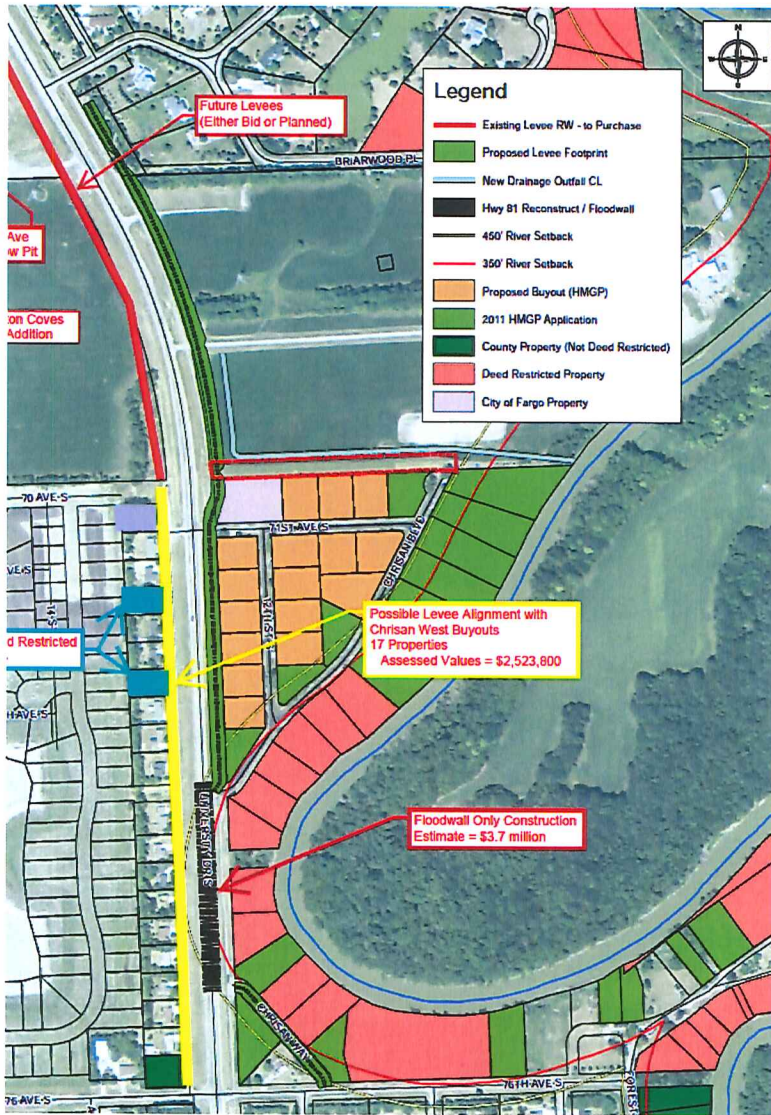 N
W
E
S
Legend
Existing Levee RW - to Purchase
Proposed Levee Footprint
New Drainage Outfall CL
Hwy 81 Reconstruct / Floodwall
450' River Setback
350' River Setback
Proposed Buyout (HMGP)
2011 HMGP Application
County Property (Not Deed Restricted)
Deed Restricted Property
City of Fargo Property
Future Levees
(Either Bid or Planned)
BRIARWOOD PL
Ave
w Pit
ton Coves
Addition
70 AVE S
71ST AVE S
CHRISAN BLVD
VE S
14 S
12TH ST S
Possible Levee Alignment with
Chrisan West Buyouts
17 Properties
Assessed Values = $2,523,800
d Restricted
H AVE S
UNIVERSITY DR S
Floodwall Only Construction
Estimate = $3.7 million
CHRISAN WAY
76TH AVE S
76 AVE S
FOREST